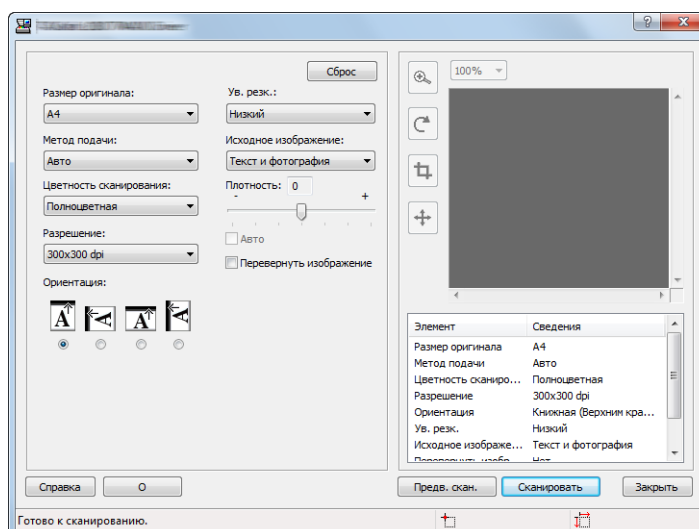 Сброс
Размер оригинала:
A4
Метод подачи:
Авто
Цветность сканирования:
Полноцветная
Разрешение:
300x300 dpi
Ориентация:
A A A A
Ув. резк.:
Низкий
Исходное изображение:
Текст и фотография
Плотность: 0
- +
Авто
Перевернуть изображение
100%
Элемент Сведения
Размер оригинала A4
Метод подачи Авто
Цветность сканиро... Полноцветная
Разрешение 300x300 dpi
Ориентация Книжная (Верхним кра...
Ув. резк. Низкий
Исходное изображе... Текст и фотография
Перевернуть изобр... Нет
Справка О
Предв. скан. Сканировать Закрыть
Готово к сканированию.